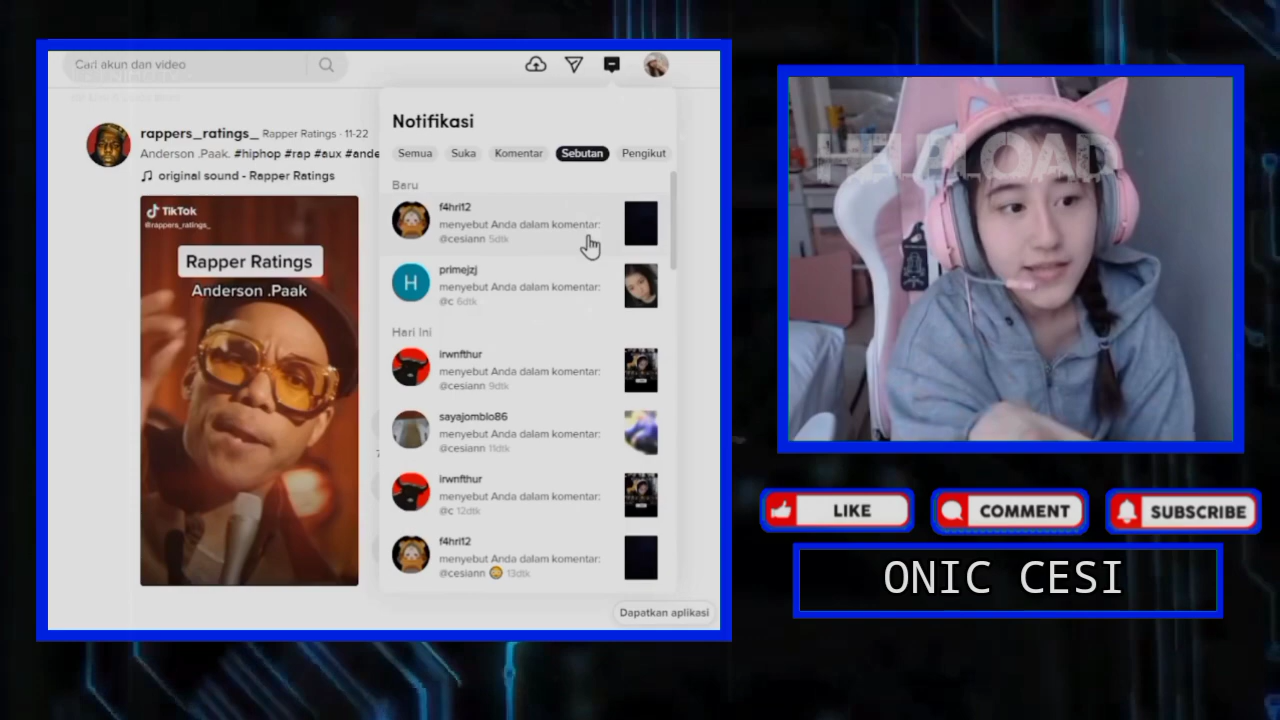 Cari akun dan video
rappers_ratings_ Rapper Ratings · 11-22
Anderson .Paak. #hiphop #rap #aux #ande
original sound - Rapper Ratings
TikTok
@rappers_ratings_
Rapper Ratings
Anderson .Paak
Notifikasi
Semua Suka Komentar Sebutan Pengikut
Baru
f4hri12
menyebut Anda dalam komentar:
@cesiann 5dtk
H
primejzj
menyebut Anda dalam komentar:
@c 6dtk
Hari Ini
irwnfthur
menyebut Anda dalam komentar:
@cesiann 9dtk
sayajomblo86
menyebut Anda dalam komentar:
@cesiann 11dtk
irwnfthur
menyebut Anda dalam komentar:
@c 12dtk
f4hri12
menyebut Anda dalam komentar:
@cesiann 13dtk
Dapatkan aplikasi
LIKE
COMMENT
SUBSCRIBE
ONIC CESI